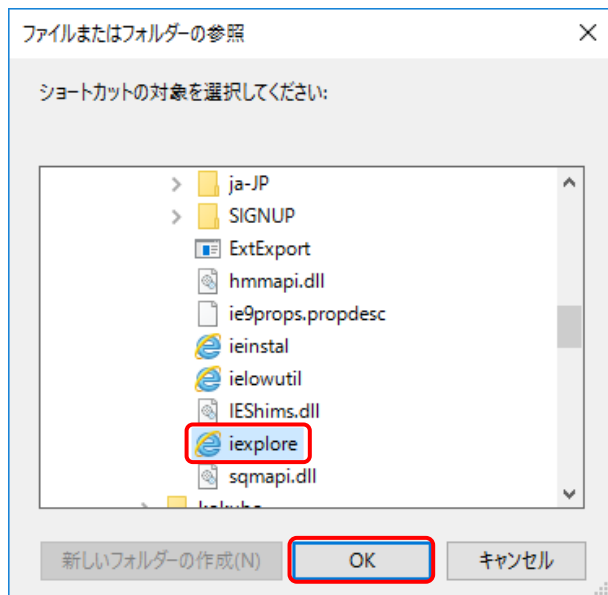 ファイルまたはフォルダーの参照
ショートカットの対象を選択してください:
ja-JP
SIGNUP
ExtExport
hmmapi.dll
ie9props.propdesc
ieinstal
ielowutil
IEShims.dll
iexplore
sqmapi.dll
新しいフォルダーの作成(N)
OK
キャンセル